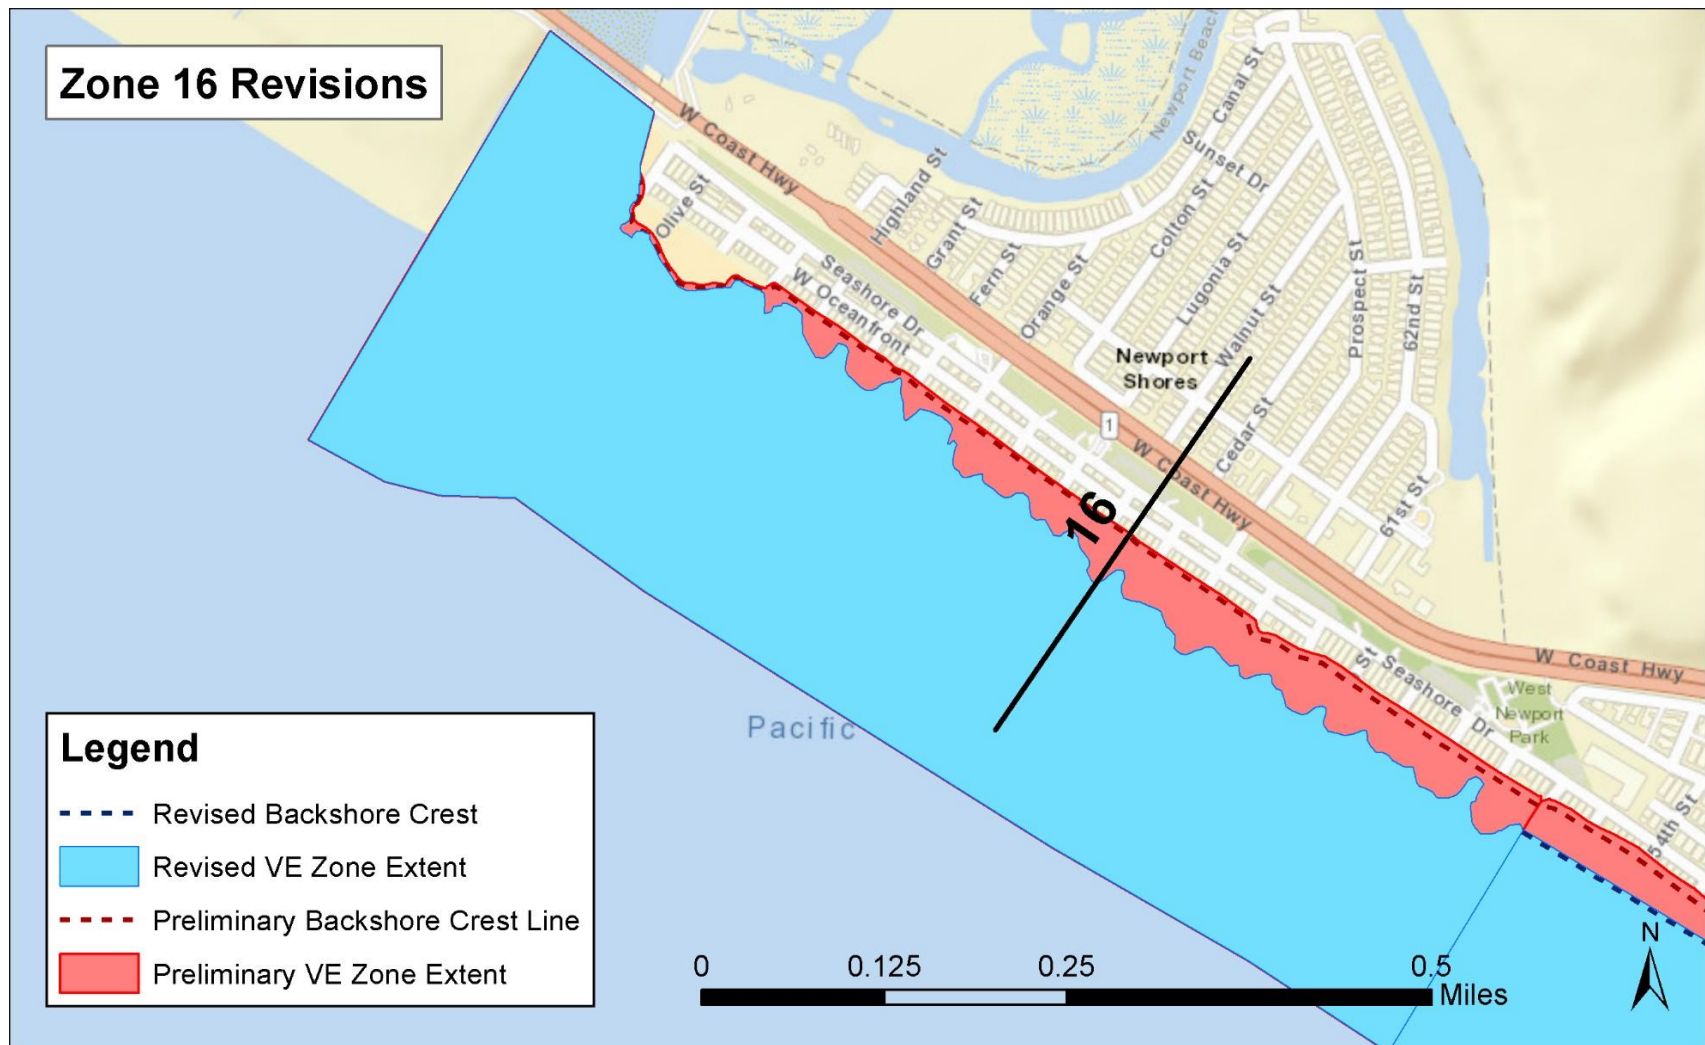 Zone 16 Revisions
W Coast Hwy
Newport Beach
Canal St
Sunset Dr
Highland St
Grant St
Fern St
Orange St
Colton St
Lugonia St
Walnut St
Prospect St
62nd St
Olive St
Seashore Dr
W Oceanfront
Newport
Shores
1
W Coast Hwy
Cedar St
61st St
16
St
Seashore Dr
W Coast Hwy
West
Newport
Park
54th St
Pacific
Legend
Revised Backshore Crest
Revised VE Zone Extent
Preliminary Backshore Crest Line
Preliminary VE Zone Extent
0 0.125 0.25 0.5
Miles
N